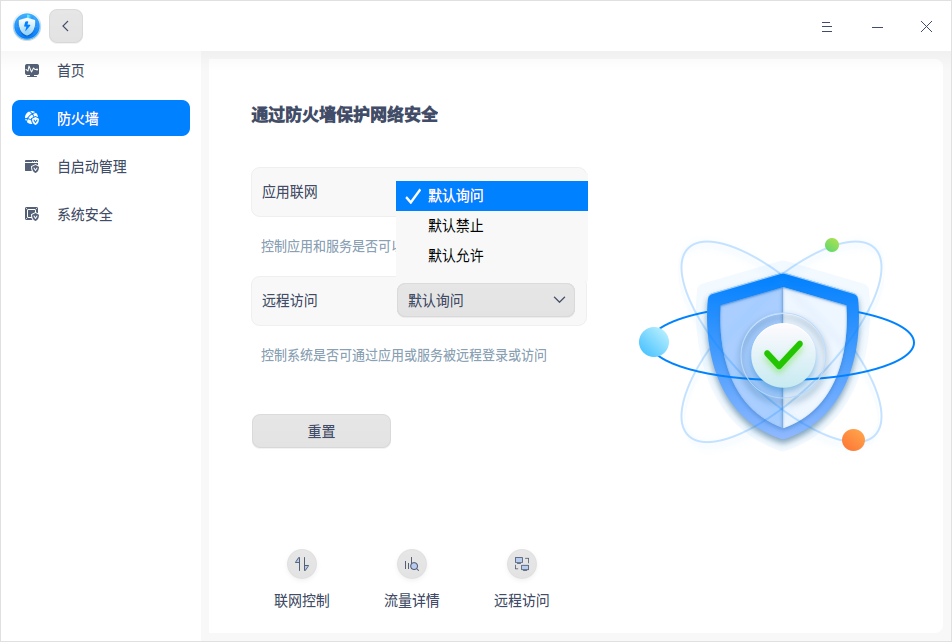 首页
防火墙
自启动管理
系统安全
通过防火墙保护网络安全
应用联网
默认询问
默认禁止
默认允许
控制应用和服务是否可
远程访问
默认询问
控制系统是否可通过应用或服务被远程登录或访问
重置
联网控制
流量详情
远程访问